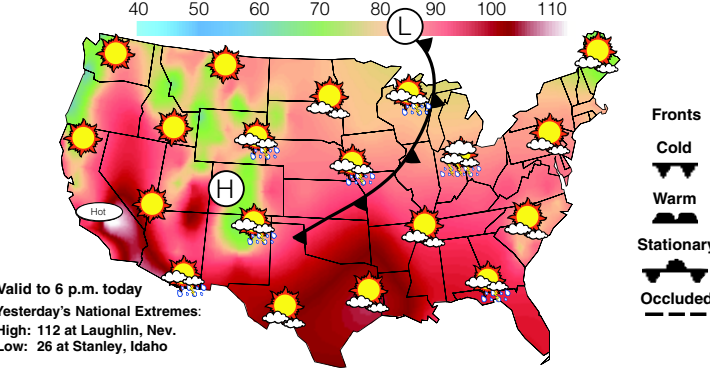 40 50 60 70 80 90 100 110
L
H
Hot
Fronts
Cold
Warm
Stationary
Occluded
Valid to 6 p.m. today
Yesterday's National Extremes:
High: 112 at Laughlin, Nev.
Low: 26 at Stanley, Idaho